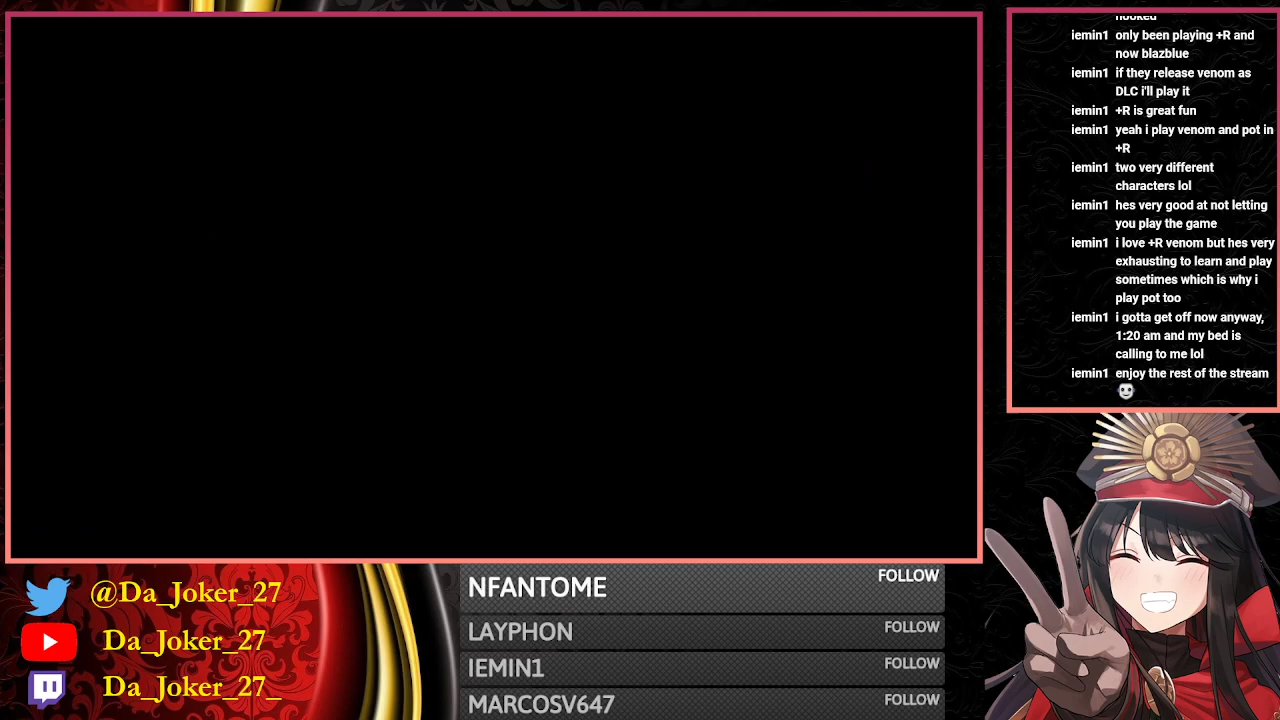 hooked
iemin1 only been playing +R and
now blazblue
iemin1 if they release venom as
DLC i'll play it
iemin1 +R is great fun
iemin1 yeah i play venom and pot in
+R
iemin1 two very different
characters lol
iemin1 hes very good at not letting
you play the game
iemin1 i love +R venom but hes very
exhausting to learn and play
sometimes which is why i
play pot too
iemin1 i gotta get off now anyway,
1:20 am and my bed is
calling to me lol
iemin1 enjoy the rest of the stream
@Da_Joker_27
Da_Joker_27
Da_Joker_27_
NFANTOME FOLLOW
LAYPHON FOLLOW
IEMIN1 FOLLOW
MARCOSV647 FOLLOW